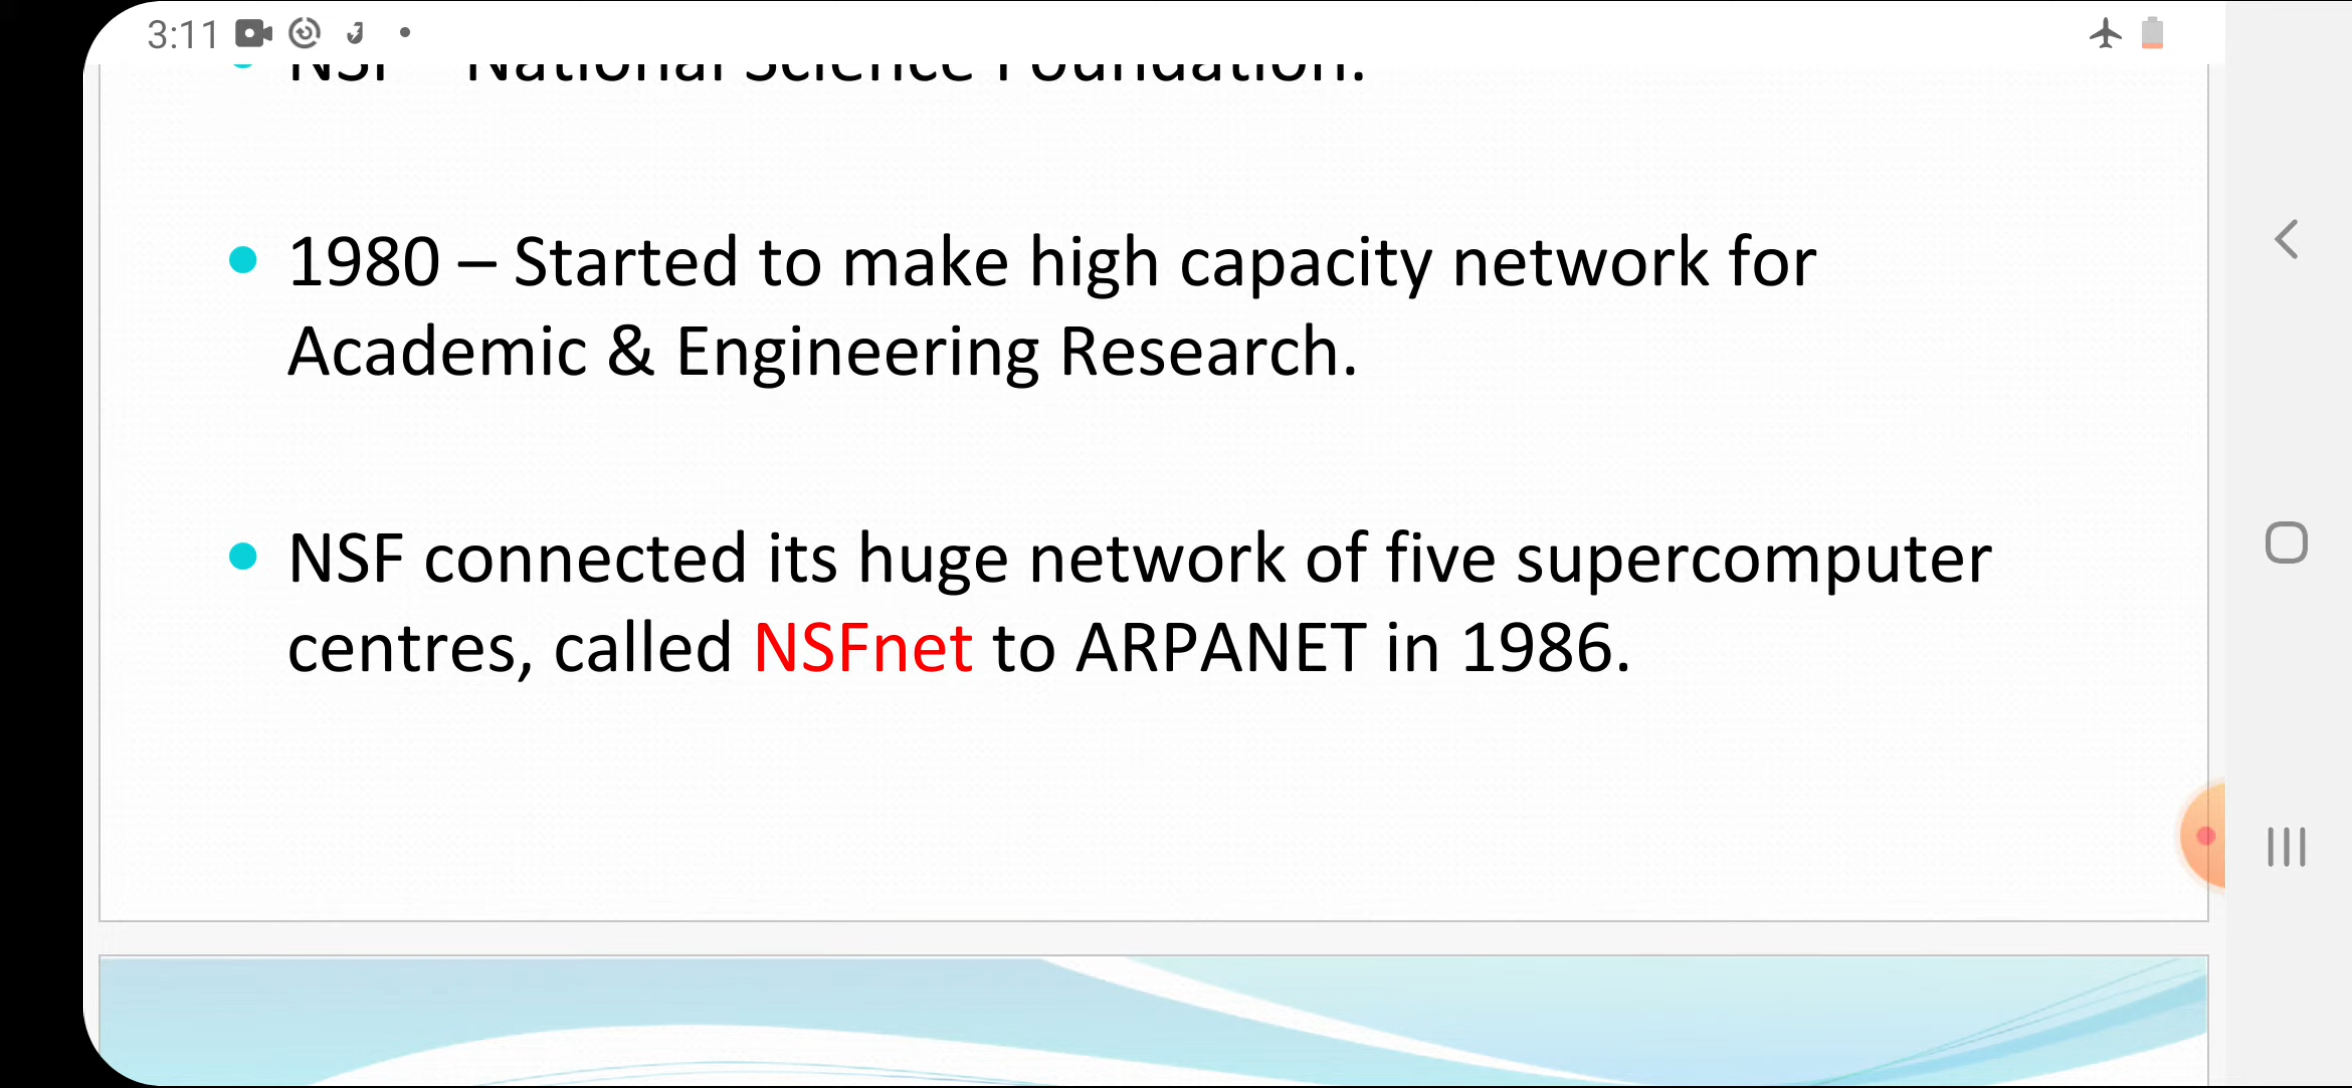 3:11
NSF National Science Foundation.
• 1980 – Started to make high capacity network for
Academic & Engineering Research.
• NSF connected its huge network of five supercomputer
centres, called NSFnet to ARPANET in 1986.